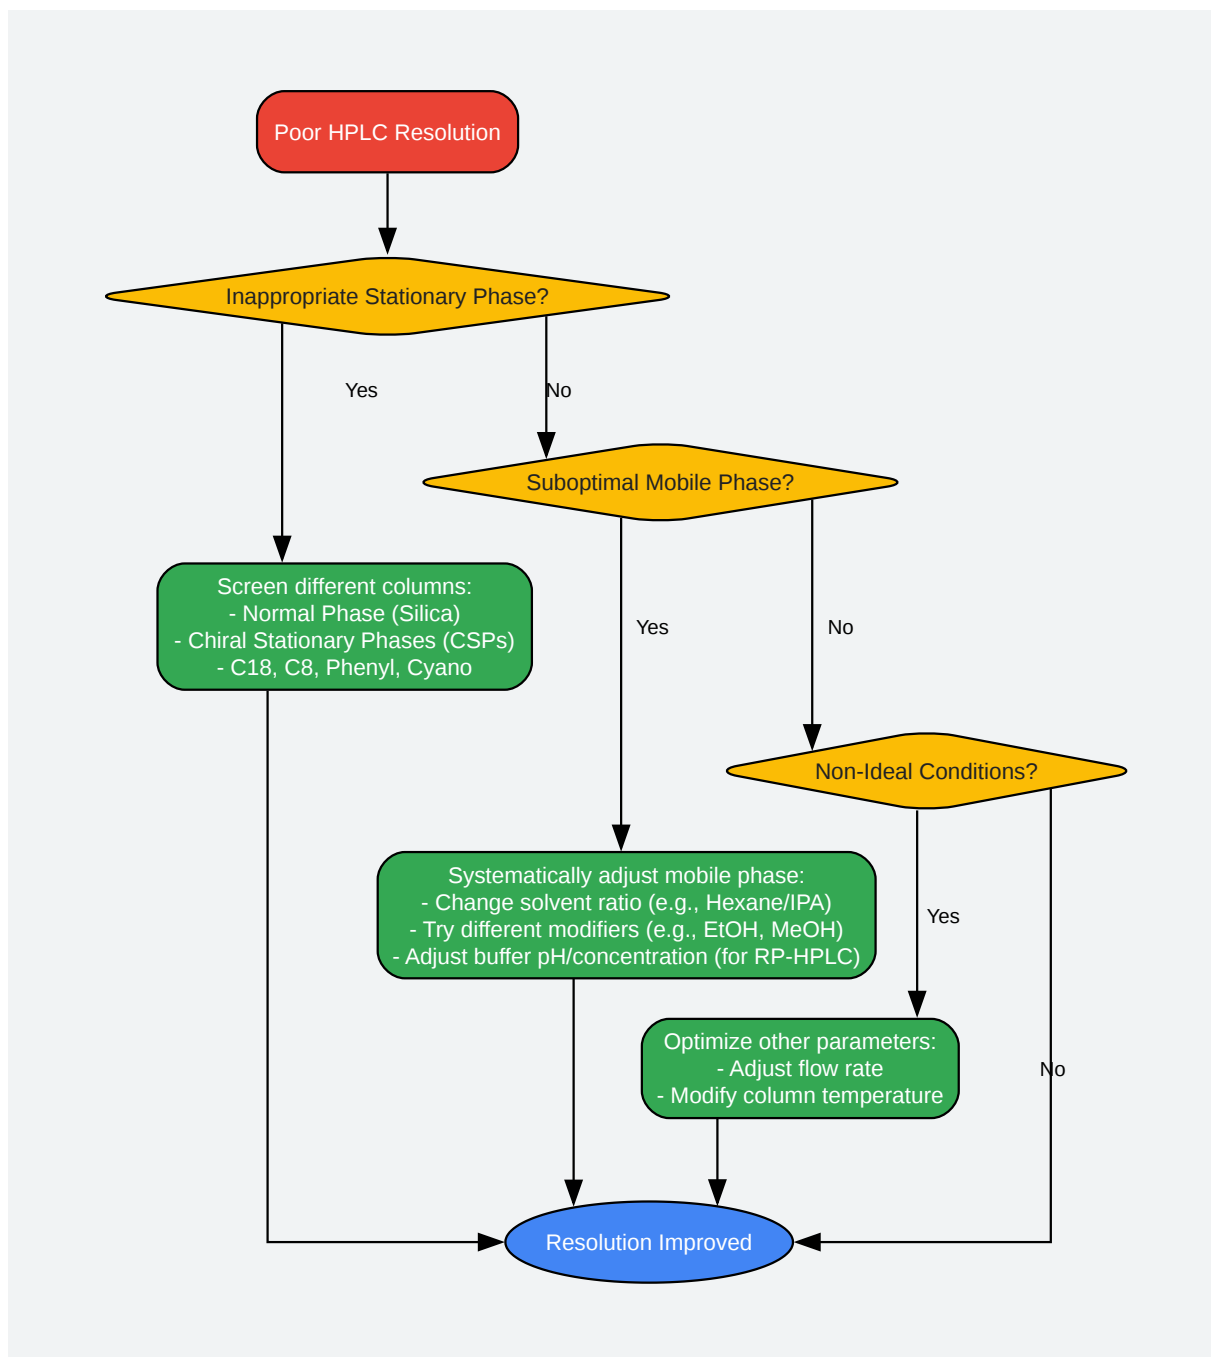 Poor HPLC Resolution
Inappropriate Stationary Phase?
Yes
No
Suboptimal Mobile Phase?
Screen different columns:
- Normal Phase (Silica)
- Chiral Stationary Phases (CSPs)
- C18, C8, Phenyl, Cyano
Yes
No
Non-Ideal Conditions?
Systematically adjust mobile phase:
- Change solvent ratio (e.g., Hexane/IPA)
- Try different modifiers (e.g., EtOH, MeOH)
- Adjust buffer pH/concentration (for RP-HPLC)
Yes
Optimize other parameters:
- Adjust flow rate
- Modify column temperature
No
Resolution Improved